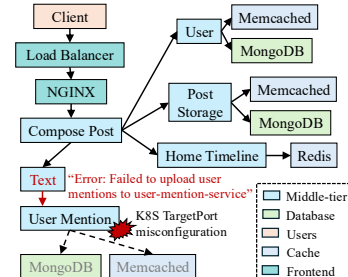 Client
Load Balancer
NGINX
Compose Post
User
Memcached
MongoDB
Post
Storage
Memcached
MongoDB
Home Timeline
Redis
Text
“Error: Failed to upload user
mentions to user-mention-service”
User Mention
K8S TargetPort
misconfiguration
MongoDB
Memcached
Middle-tier
Database
Users
Cache
Frontend